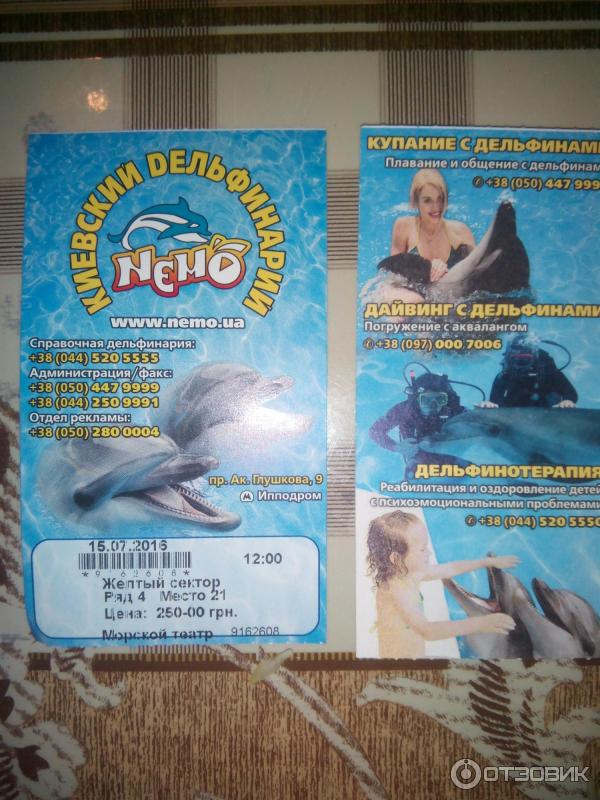 КИЕВСКИЙ DЕЛЬФИНАРИЙ
NEMO
www.nemo.ua
Справочная дельфинария:
+38 (044) 520 5555
Администрация/факс:
+38 (050) 447 9999
+38 (044) 250 9991
Отдел рекламы:
+38 (050) 280 0004
пр. Ак. Глушкова, 9
М Ипподром
15.07.2016
12:00
*9162608*
Желтый сектор
Ряд 4 Место 21
Цена: 250-00 грн.
Морской театр 9162608
КУПАНИЕ С ДЕЛЬФИНАМИ
Плавание и общение с дельфинам
+38 (050) 447 999
ДАЙВИНГ С ДЕЛЬФИНАМИ
Погружение с аквалангом
+38 (097) 000 7006
ДЕЛЬФИНОТЕРАПИЯ
Реабилитация и оздоровление детей
с психоэмоциональными проблемами
+38 (044) 520 5550
ОТЗОВИК